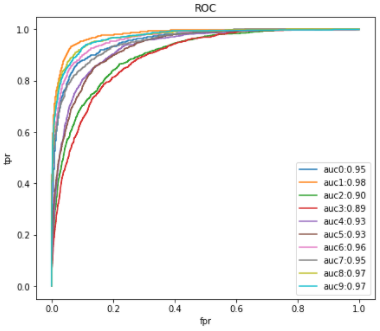 ROC
1.0
0.8
0.6
0.4
0.2
0.0
tpr
auc0:0.95
auc1:0.98
auc2:0.90
auc3:0.89
auc4:0.93
auc5:0.93
auc6:0.96
auc7:0.95
auc8:0.97
auc9:0.97
0.0 0.2 0.4 0.6 0.8 1.0
fpr